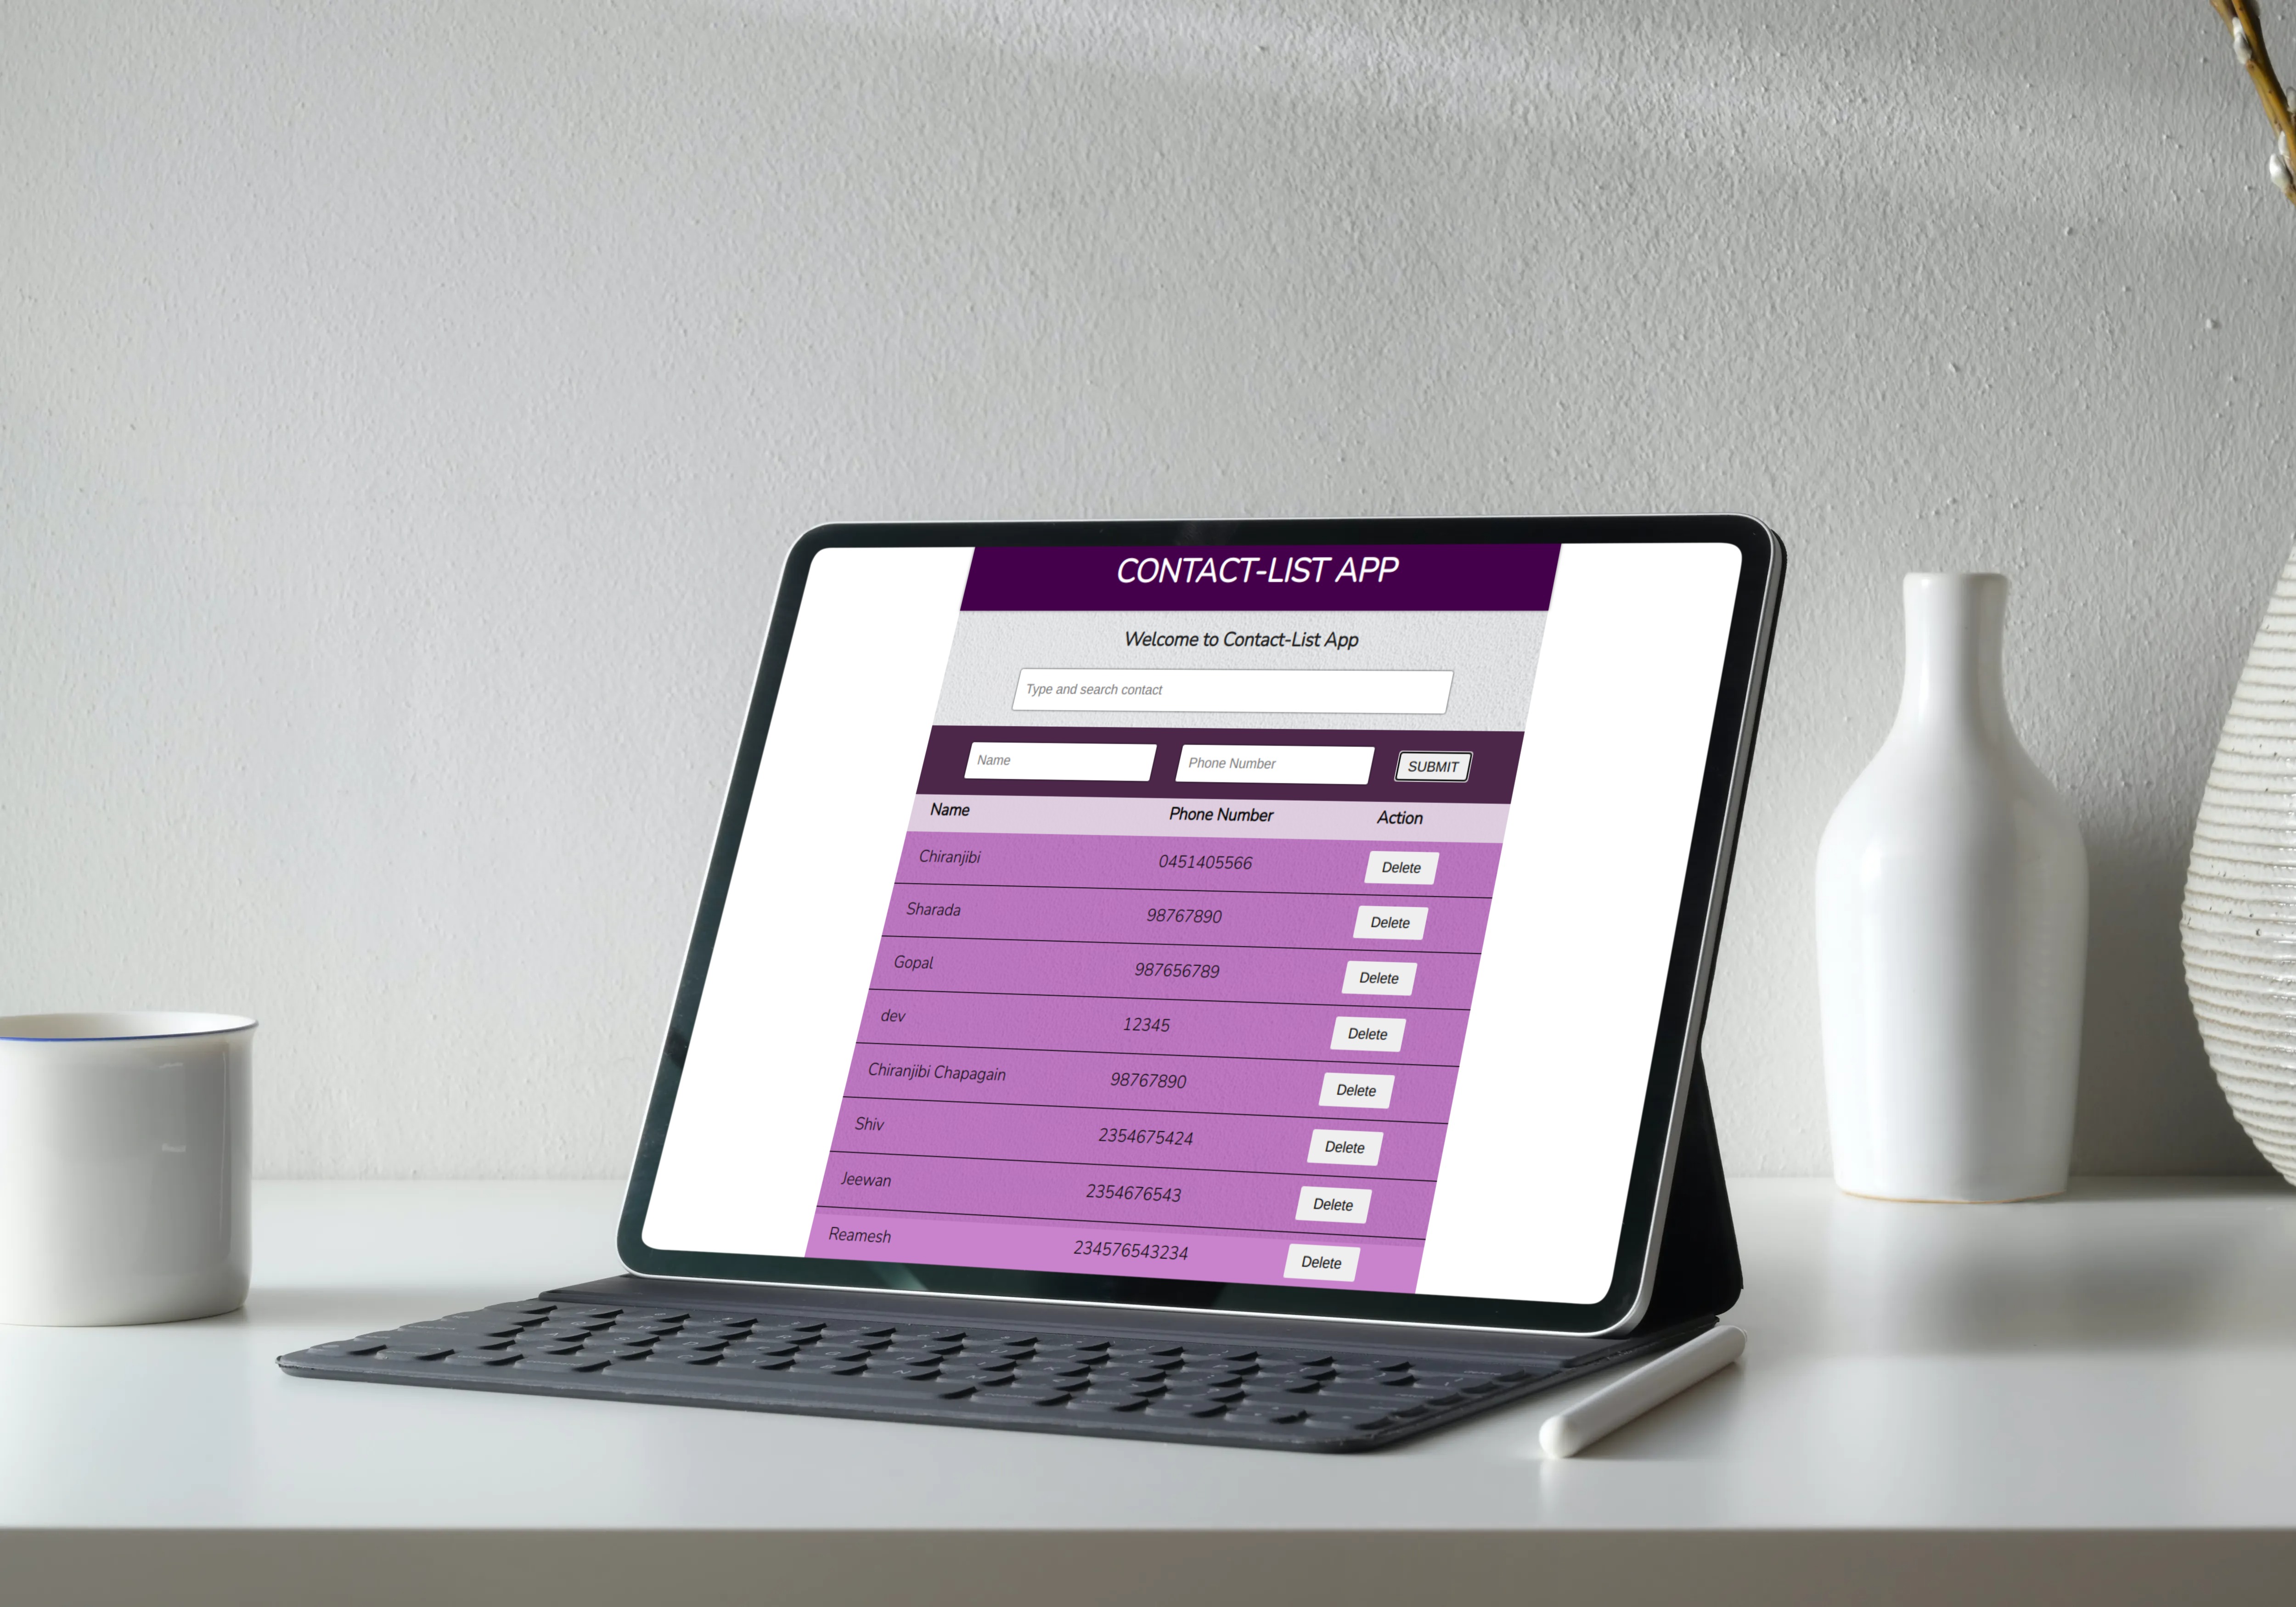 CONTACT-LIST APP
Welcome to Contact-List App
Type and search contact
Name Phone Number SUBMIT
Name Phone Number Action
Chiranjibi 0451405566 Delete
Sharada 98767890 Delete
Gopal 987656789 Delete
dev 12345 Delete
Chiranjibi Chapagain 98767890 Delete
Shiv 2354675424 Delete
Jeewan 2354676543 Delete
Reamesh 234576543234 Delete